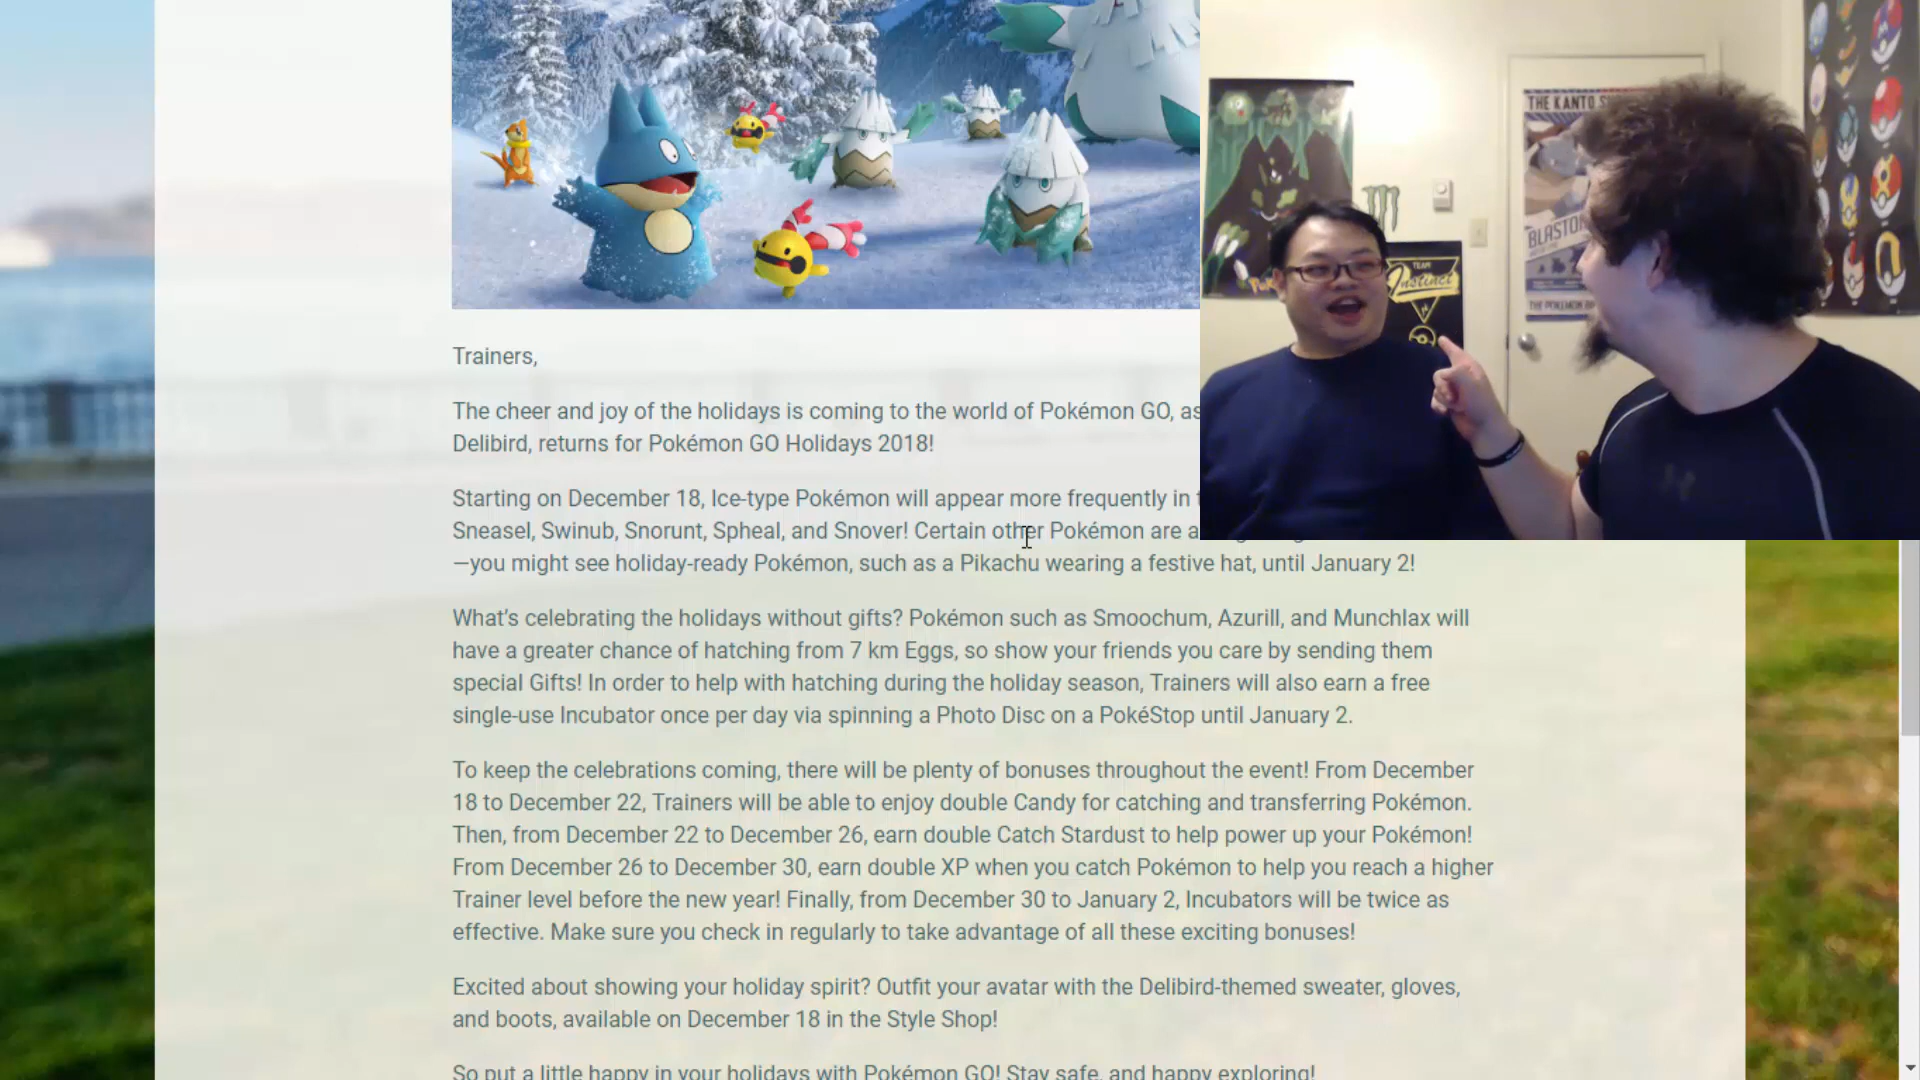 Trainers,
The cheer and joy of the holidays is coming to the world of Pokémon GO, as
Delibird, returns for Pokémon GO Holidays 2018!
Starting on December 18, Ice-type Pokémon will appear more frequently in
Sneasel, Swinub, Snorunt, Spheal, and Snover! Certain other Pokémon are
—you might see holiday-ready Pokémon, such as a Pikachu wearing a festive hat, until January 2!
What’s celebrating the holidays without gifts? Pokémon such as Smoochum, Azurill, and Munchlax will
have a greater chance of hatching from 7 km Eggs, so show your friends you care by sending them
special Gifts! In order to help with hatching during the holiday season, Trainers will also earn a free
single-use Incubator once per day via spinning a Photo Disc on a PokéStop until January 2.
To keep the celebrations coming, there will be plenty of bonuses throughout the event! From December
18 to December 22, Trainers will be able to enjoy double Candy for catching and transferring Pokémon.
Then, from December 22 to December 26, earn double Catch Stardust to help power up your Pokémon!
From December 26 to December 30, earn double XP when you catch Pokémon to help you reach a higher
Trainer level before the new year! Finally, from December 30 to January 2, Incubators will be twice as
effective. Make sure you check in regularly to take advantage of all these exciting bonuses!
Excited about showing your holiday spirit? Outfit your avatar with the Delibird-themed sweater, gloves,
and boots, available on December 18 in the Style Shop!
So put a little happy in your holidays with Pokémon GO! Stay safe, and happy exploring!
THE KANTO
BLASTO
THE POKEMON
TEAM
Instinct